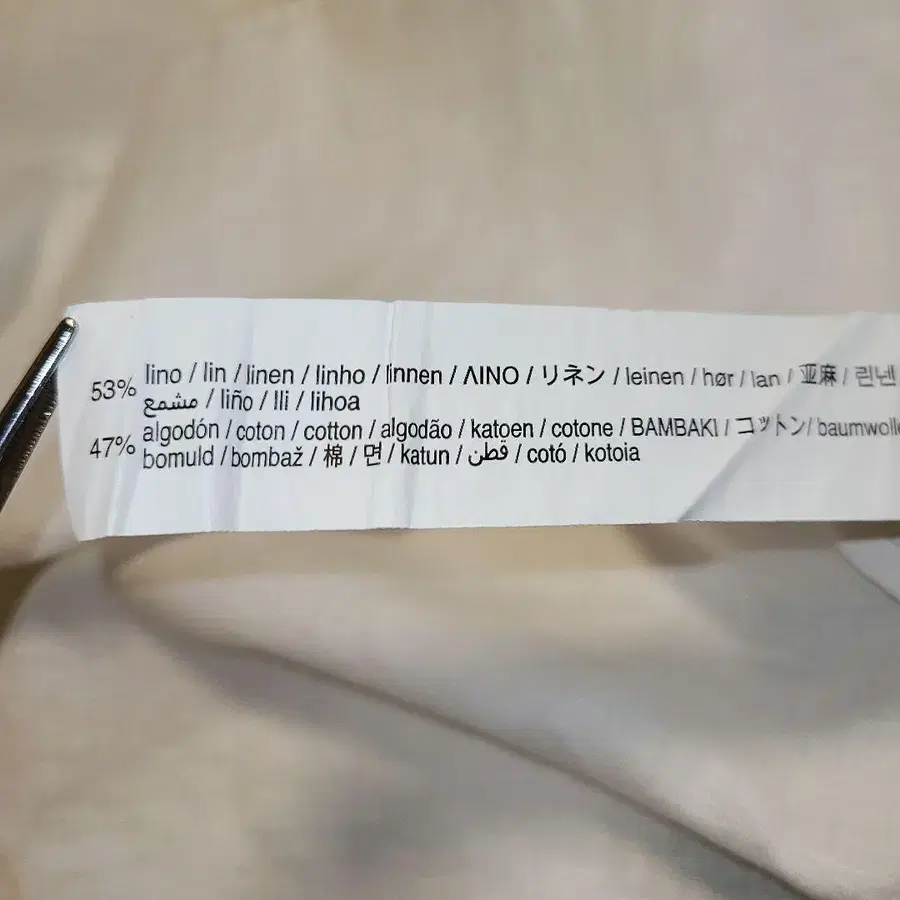 53% lino / lin / linen / linho / linnen / ΛΙΝΟ / リネン / leinen / hør / lan / 亚麻 / 린넨
مشمع / liño / lli / lihoa
47% algodón / coton / cotton / algodão / katoen / cotone / BAMBAKI / コットン / baumwolle
bomuld / bombaž / 棉 / 면 / katun / قطن / cotó / kotoia